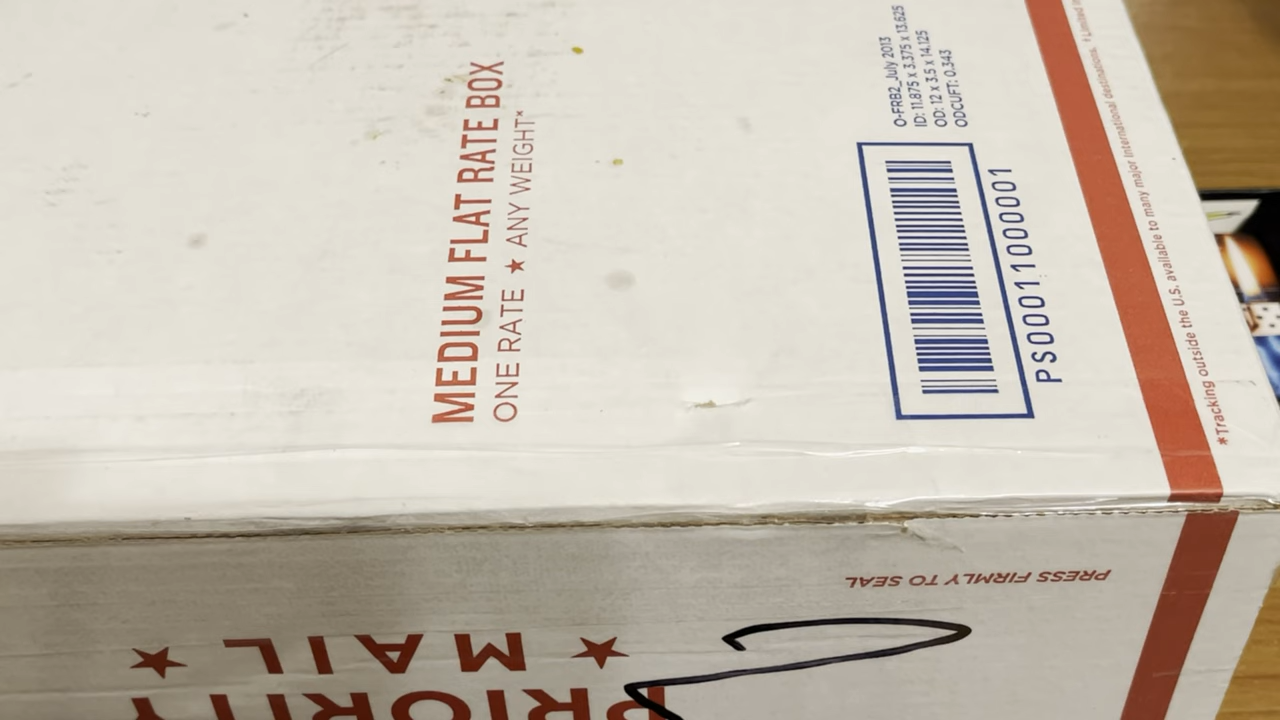 MEDIUM FLAT RATE BOX
ONE RATE ★ ANY WEIGHT*
O-FRB2_July 2013
ID: 11.875 x 3.375 x 13.625
OD: 12 x 3.5 x 14.125
ODCUFT: 0.343
PS00011000001
*Tracking outside the U.S. available to many major international destinations. †Limited
PRESS FIRMLY TO SEAL
PRIORITY
★ MAIL ★